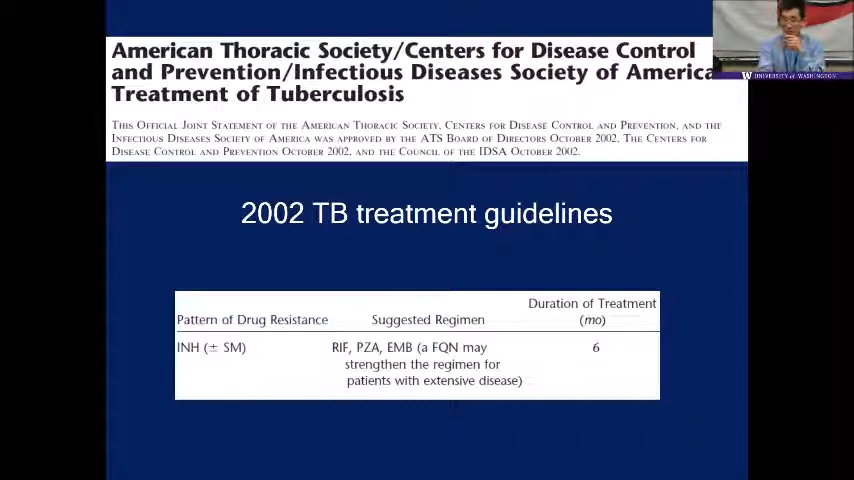 American Thoracic Society/Centers for Disease Control
and Prevention/Infectious Diseases Society of America
Treatment of Tuberculosis
THIS OFFICIAL JOINT STATEMENT OF THE AMERICAN THORACIC SOCIETY, CENTERS FOR DISEASE CONTROL AND PREVENTION, AND THE
INFECTIOUS DISEASES SOCIETY OF AMERICA WAS APPROVED BY THE ATS BOARD OF DIRECTORS OCTOBER 2002, THE CENTERS FOR
DISEASE CONTROL AND PREVENTION OCTOBER 2002, AND THE COUNCIL OF THE IDSA OCTOBER 2002.
W UNIVERSITY of WASHINGTON
2002 TB treatment guidelines
Duration of Treatment
Pattern of Drug Resistance Suggested Regimen (mo)
INH (± SM) RIF, PZA, EMB (a FQN may 6
strengthen the regimen for
patients with extensive disease)